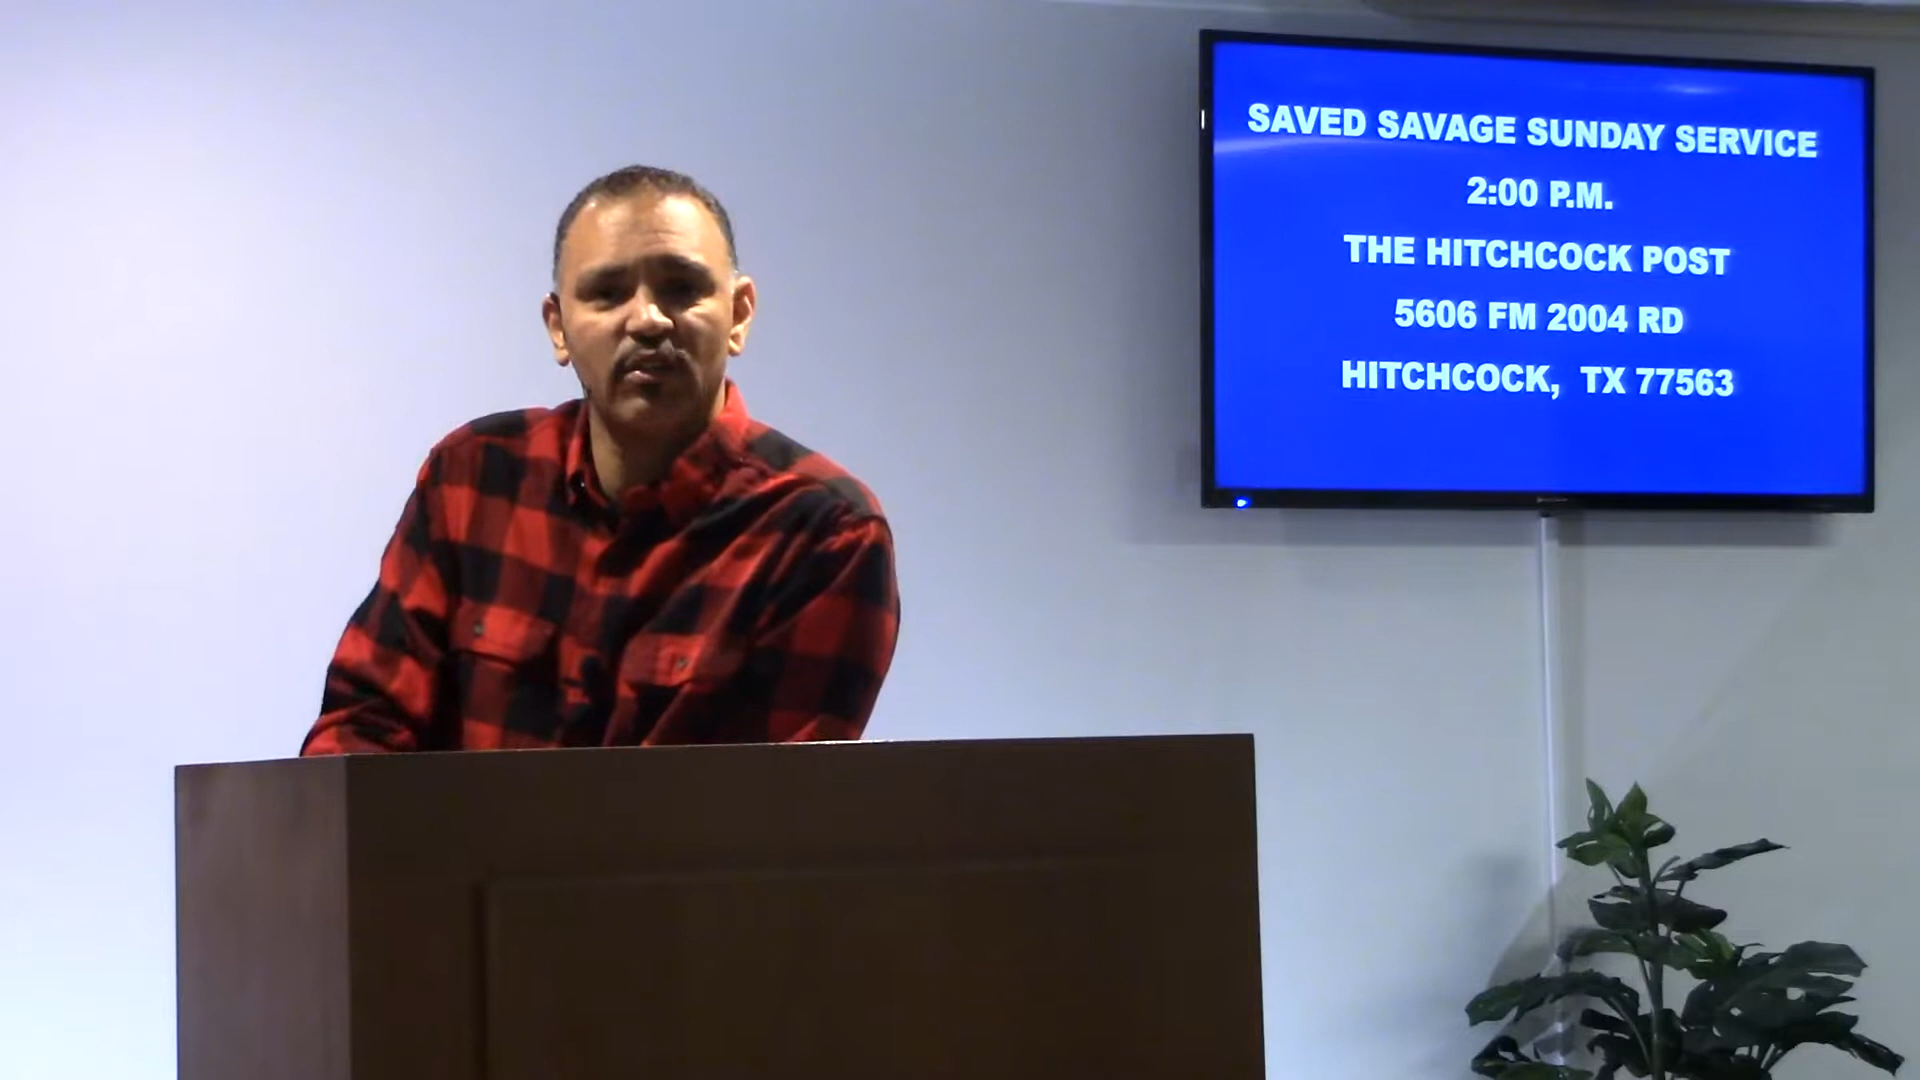 SAVED SAVAGE SUNDAY SERVICE
2:00 P.M.
THE HITCHCOCK POST
5606 FM 2004 RD
HITCHCOCK, TX 77563